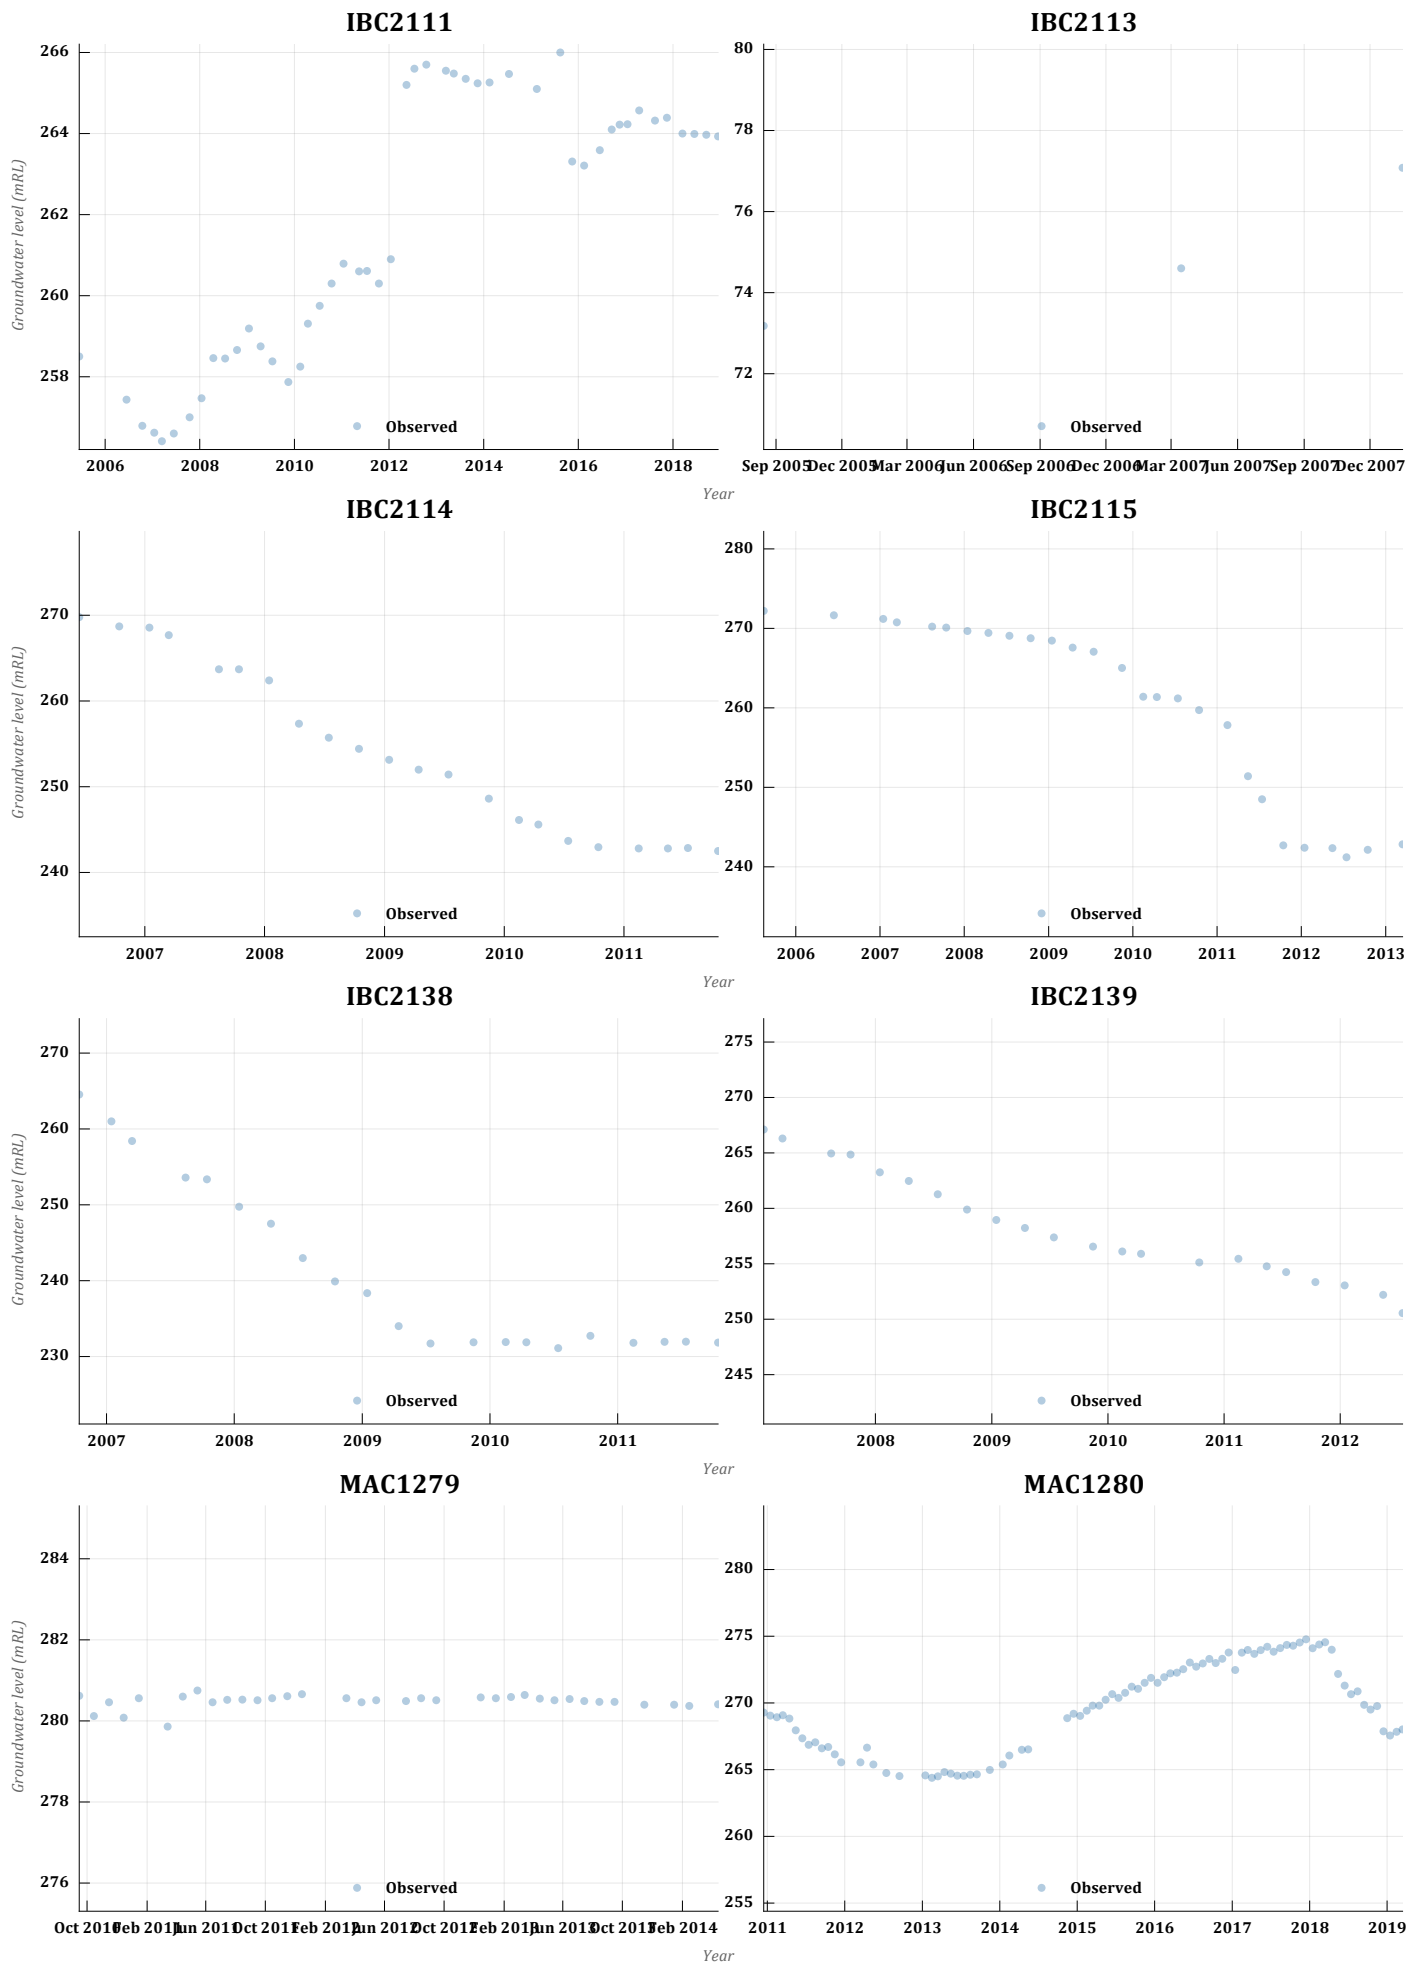 IBC2111 IBC2113
266
264
262
260
258
Groundwater level (mRL)
Observed
2006 2008 2010 2012 2014 2016 2018
80
78
76
74
72
Observed
Sep 2005 Dec 2005 Mar 2006 Jun 2006 Sep 2006 Dec 2006 Mar 2007 Jun 2007 Sep 2007 Dec 2007
Year
IBC2114 IBC2115
270
260
250
240
Groundwater level (mRL)
Observed
2007 2008 2009 2010 2011
280
270
260
250
240
Observed
2006 2007 2008 2009 2010 2011 2012 2013
Year
IBC2138 IBC2139
270
260
250
240
230
Groundwater level (mRL)
Observed
2007 2008 2009 2010 2011
275
270
265
260
255
250
245
Observed
2008 2009 2010 2011 2012
Year
MAC1279 MAC1280
284
282
280
278
276
Groundwater level (mRL)
Observed
Oct 2010 Feb 2011 Jun 2011 Oct 2011 Feb 2012 Jun 2012 Oct 2012 Feb 2013 Jun 2013 Oct 2013 Feb 2014
280
275
270
265
260
255
Observed
2011 2012 2013 2014 2015 2016 2017 2018 2019
Year